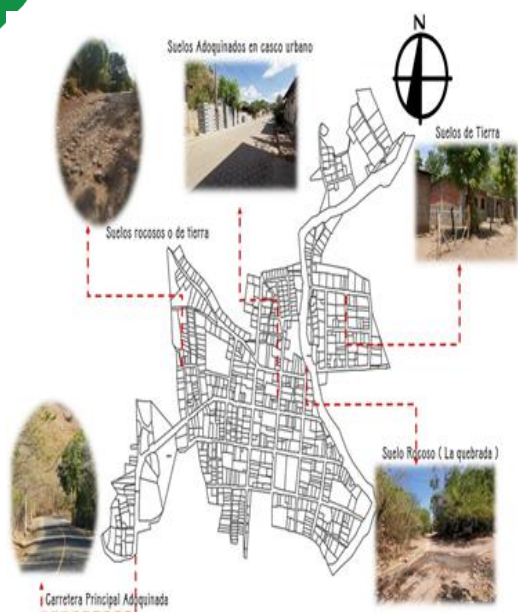 N
Suelos Adoquinados en casco urbano
Suelos de Tierra
Suelos rocosos o de tierra
Suelo Rocoso ( La quebrada )
Carretera Principal Adoquinada